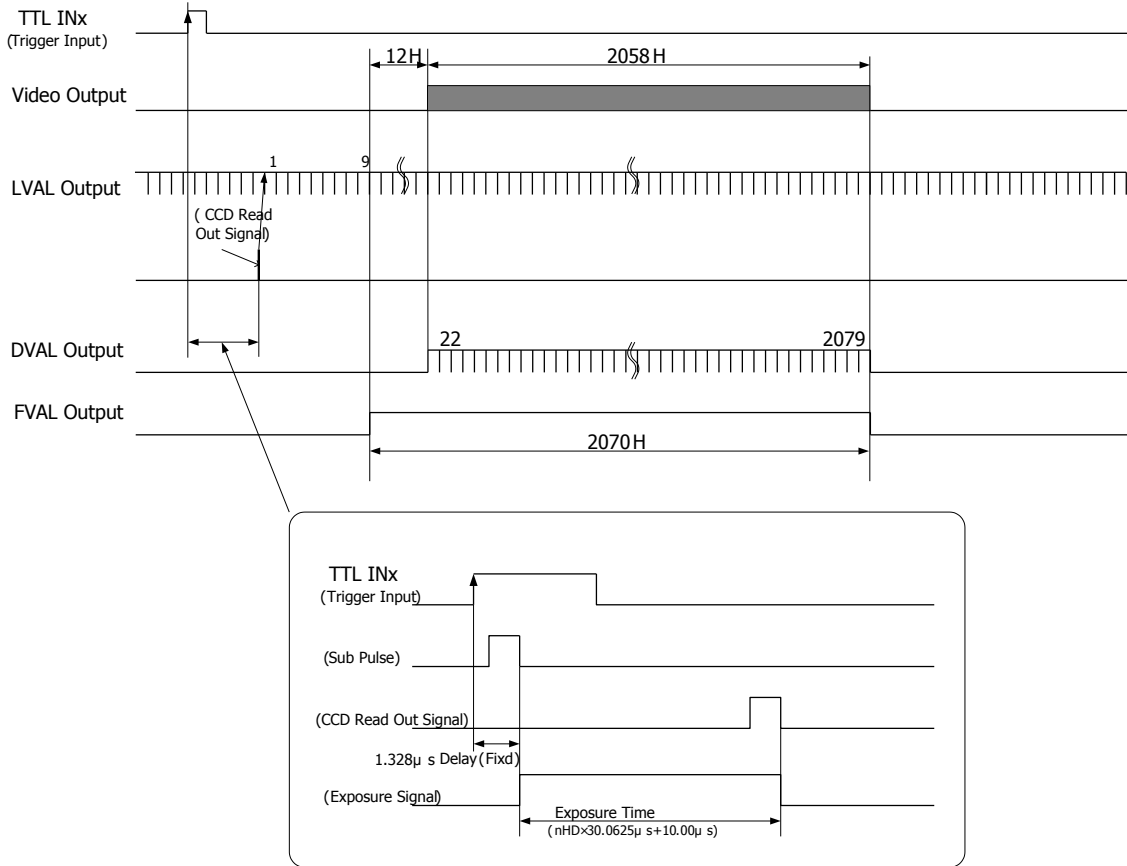 TTL INx
(Trigger Input)
12H
2058H
Video Output
1
9
LVAL Output
( CCD Read
Out Signal)
DVAL Output
22
2079
FVAL Output
2070H
TTL INx
(Trigger Input)
(Sub Pulse)
(CCD Read Out Signal)
1.328μ s Delay(Fixd)
(Exposure Signal)
Exposure Time
(nHD×30.0625μ s+10.00μ s)